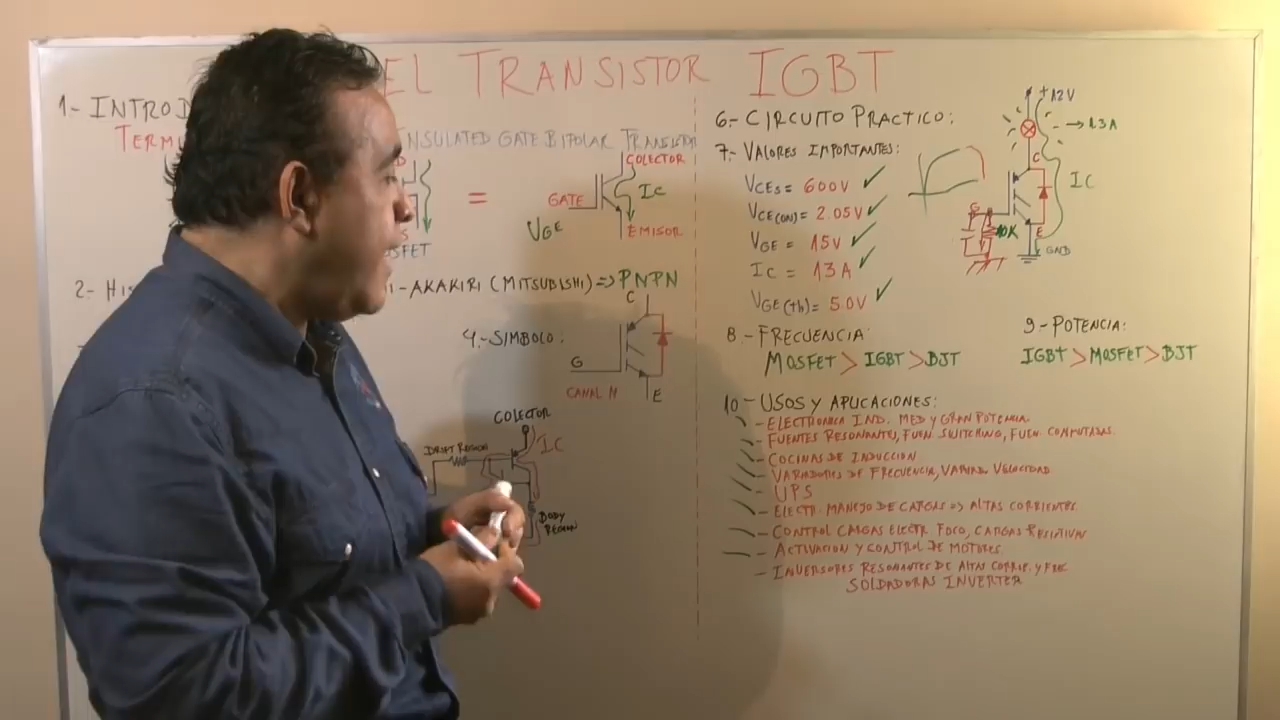 EL TRANSISTOR IGBT
1.- INTROD
TERM
INSULATED GATE BIPOLAR TRANSISTOR
D
S
=
COLECTOR
GATE
IC
VGE
EMISOR
2.- HIS
-AKAKIRI (MITSUBISHI) => PNPN
4.- SIMBOLO:
C
G
E
CANAL N
COLECTOR
IC
DRIFT REGION
BODY REGION
6.- CIRCUITO PRACTICO:
+12V
→ 13A
C
IC
G
10K
E
GND
7.- VALORES IMPORTANTES:
VCES = 600V ✓
VCE(ON) = 2.05V ✓
VGE = 15V ✓
IC = 13A ✓
VGE(th) = 5.0V ✓
8.- FRECUENCIA:
MOSFET > IGBT > BJT
9.- POTENCIA:
IGBT > MOSFET > BJT
10.- USOS Y APLICACIONES:
- ELECTRONICA IND. MED Y GRAN POTENCIA.
- FUENTES RESONANTES, FUEN. SWITCHING, FUEN. CONMUTADAS.
- COCINAS DE INDUCCION
- VARIADORES DE FRECUENCIA, VARIAD. VELOCIDAD
- UPS
- ELECTR. MANEJO DE CARGAS => ALTAS CORRIENTES.
- CONTROL CARGAS ELECTR. FOCO, CARGAS RESISTIVAS
- ACTIVACION Y CONTROL DE MOTORES.
- INVERSORES RESONANTES DE ALTAS CORRIE. Y FREC
SOLDADORAS INVERTER